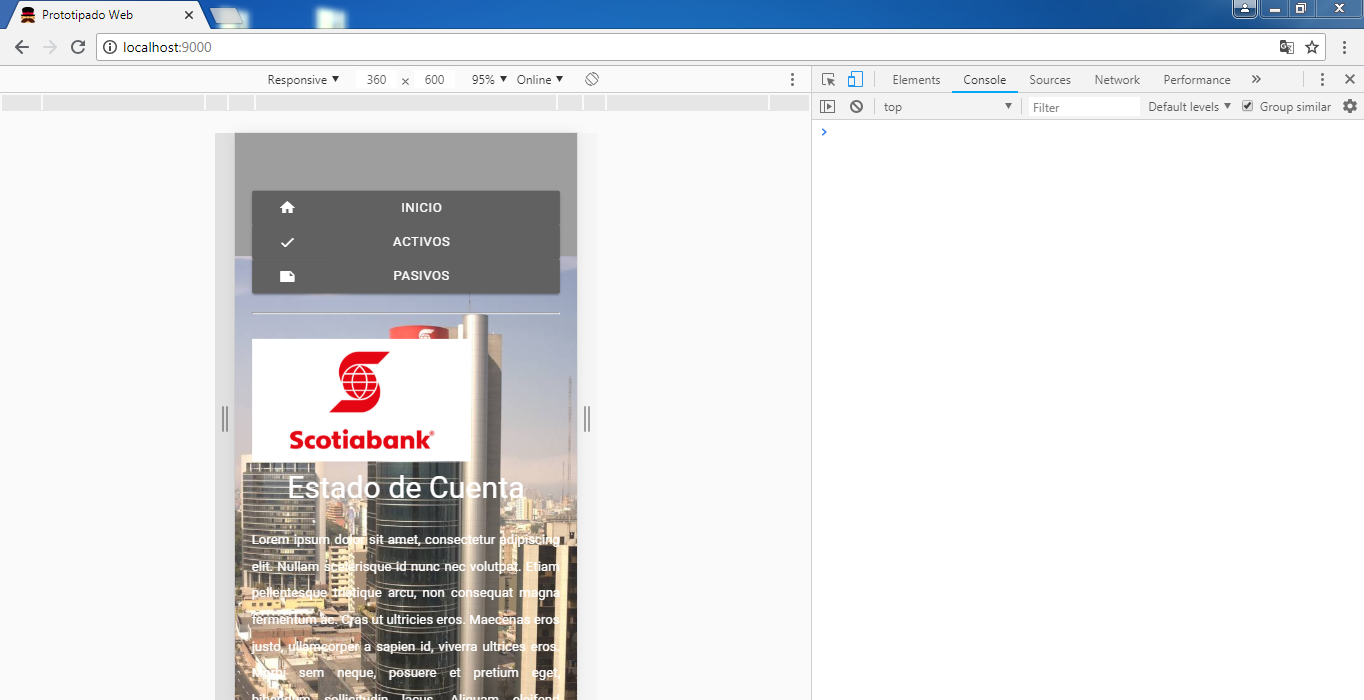 Prototipado Web
localhost:9000
Responsive ▼ 360 × 600 95% ▼ Online ▼
Elements Console Sources Network Performance »
top ▼ Filter Default levels ▼ Group similar
>
INICIO
ACTIVOS
PASIVOS
Scotiabank®
Estado de Cuenta
Lorem ipsum dolor sit amet, consectetur adipiscing
elit. Nullam scelerisque id nunc nec volutpat. Etiam
pellentesque tristique arcu, non consequat magna
fermentum ac. Cras ut ultricies eros. Maecenas eros
justo, ullamcorper a sapien id, viverra ultrices eros.
Morbi sem neque, posuere et pretium eget,
bibendum sollicitudin lacus. Aliquam eleifend